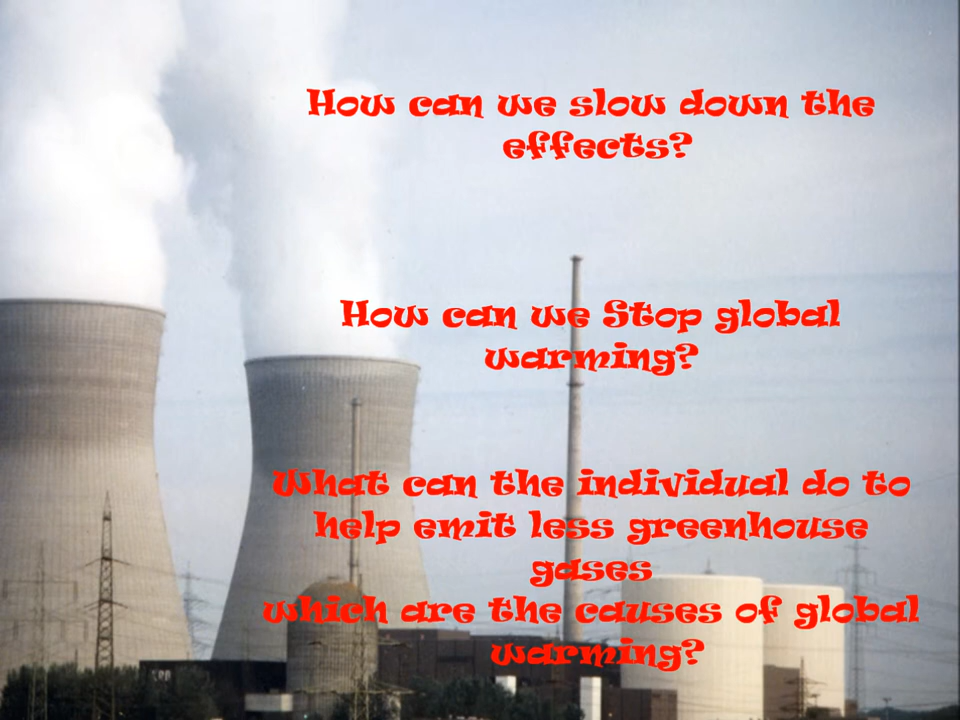 How can we slow down the
effects?
How can we Stop global
warming?
What can the individual do to
help emit less greenhouse
gases
which are the causes of global
warming?